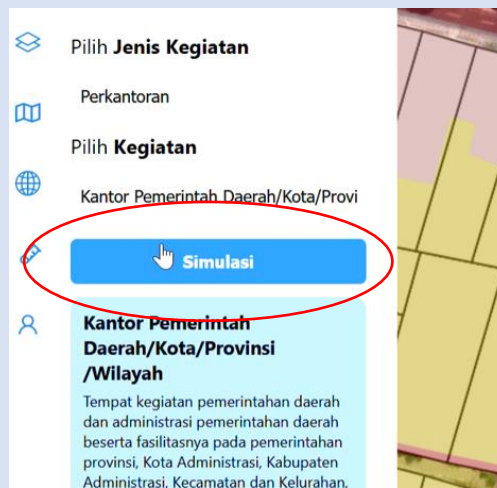 Pilih Jenis Kegiatan
Perkantoran
Pilih Kegiatan
Kantor Pemerintah Daerah/Kota/Provi
Simulasi
Kantor Pemerintah
Daerah/Kota/Provinsi
/Wilayah
Tempat kegiatan pemerintahan daerah
dan administrasi pemerintahan daerah
beserta fasilitasnya pada pemerintahan
provinsi, Kota Administrasi, Kabupaten
Administrasi, Kecamatan dan Kelurahan,